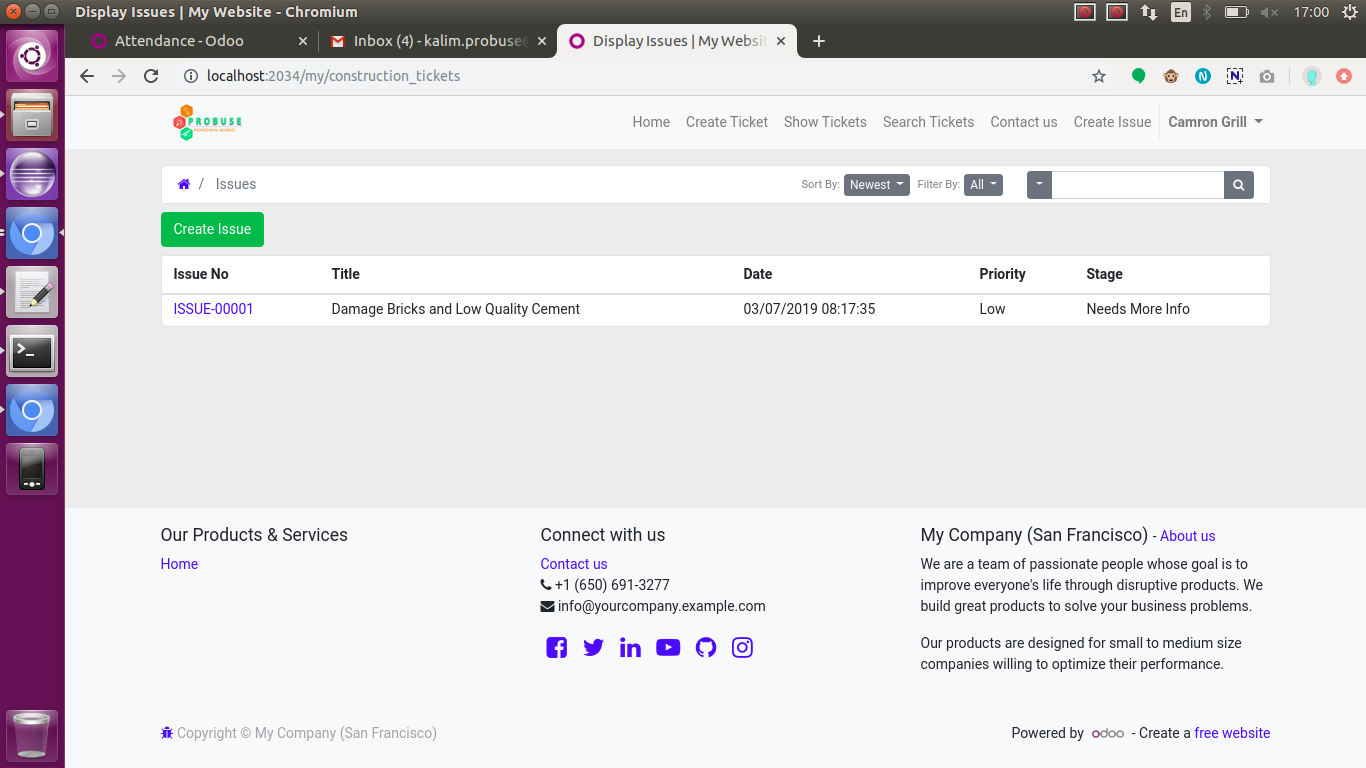 Display Issues | My Website - Chromium
En
17:00
Attendance - Odoo
Inbox (4) - kalim.probuse@
Display Issues | My Websit
localhost:2034/my/construction_tickets
PROBUSE
PROFESSIONAL BUSINESS
Home Create Ticket Show Tickets Search Tickets Contact us Create Issue Camron Grill
/ Issues
Sort By: Newest Filter By: All
Create Issue
Issue No Title Date Priority Stage
ISSUE-00001 Damage Bricks and Low Quality Cement 03/07/2019 08:17:35 Low Needs More Info
Our Products & Services
Home
Connect with us
Contact us
+1 (650) 691-3277
info@yourcompany.example.com
My Company (San Francisco) - About us
We are a team of passionate people whose goal is to
improve everyone's life through disruptive products. We
build great products to solve your business problems.
Our products are designed for small to medium size
companies willing to optimize their performance.
Copyright © My Company (San Francisco)
Powered by odoo - Create a free website